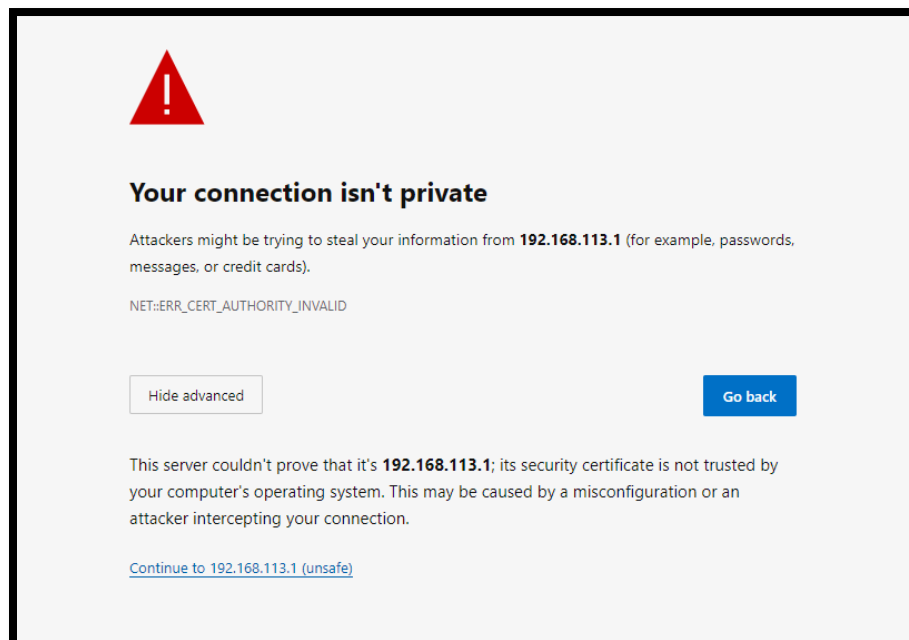 Your connection isn't private
Attackers might be trying to steal your information from 192.168.113.1 (for example, passwords,
messages, or credit cards).
NET::ERR_CERT_AUTHORITY_INVALID
Hide advanced
Go back
This server couldn't prove that it's 192.168.113.1; its security certificate is not trusted by
your computer's operating system. This may be caused by a misconfiguration or an
attacker intercepting your connection.
Continue to 192.168.113.1 (unsafe)